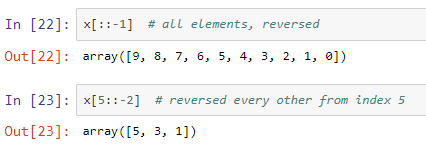 In [22]: x[::-1]  # all elements, reversed
Out[22]: array([9, 8, 7, 6, 5, 4, 3, 2, 1, 0])
In [23]: x[5::-2]  # reversed every other from index 5
Out[23]: array([5, 3, 1])